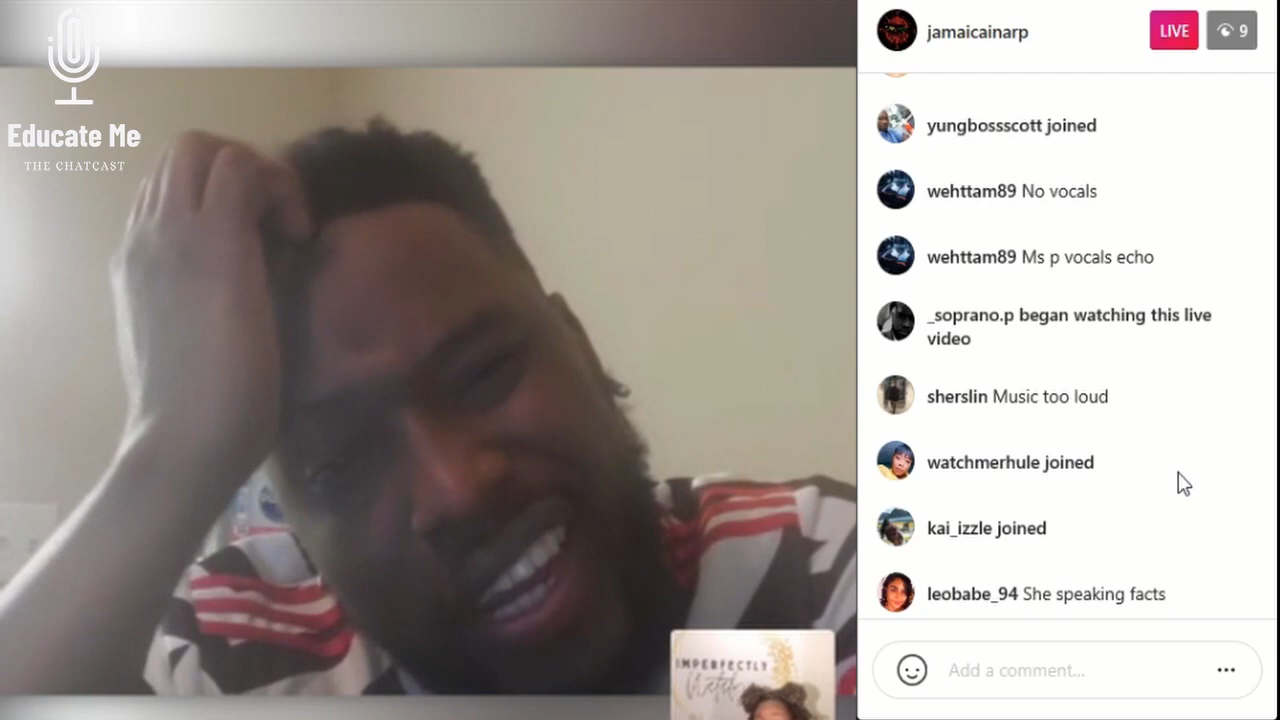 Educate Me
THE CHATCAST
jamaicainarp
LIVE
9
yungbossscott joined
wehttam89 No vocals
wehttam89 Ms p vocals echo
_soprano.p began watching this live
video
sherslin Music too loud
watchmerhule joined
kai_izzle joined
leobabe_94 She speaking facts
Add a comment...
IMPERFECTLY